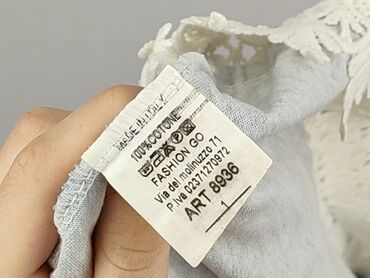 MADE IN ITALY
100% COTONE
FASHION GO
Via del molinuzzo 71
P Iva 02371270972
ART 8936
1